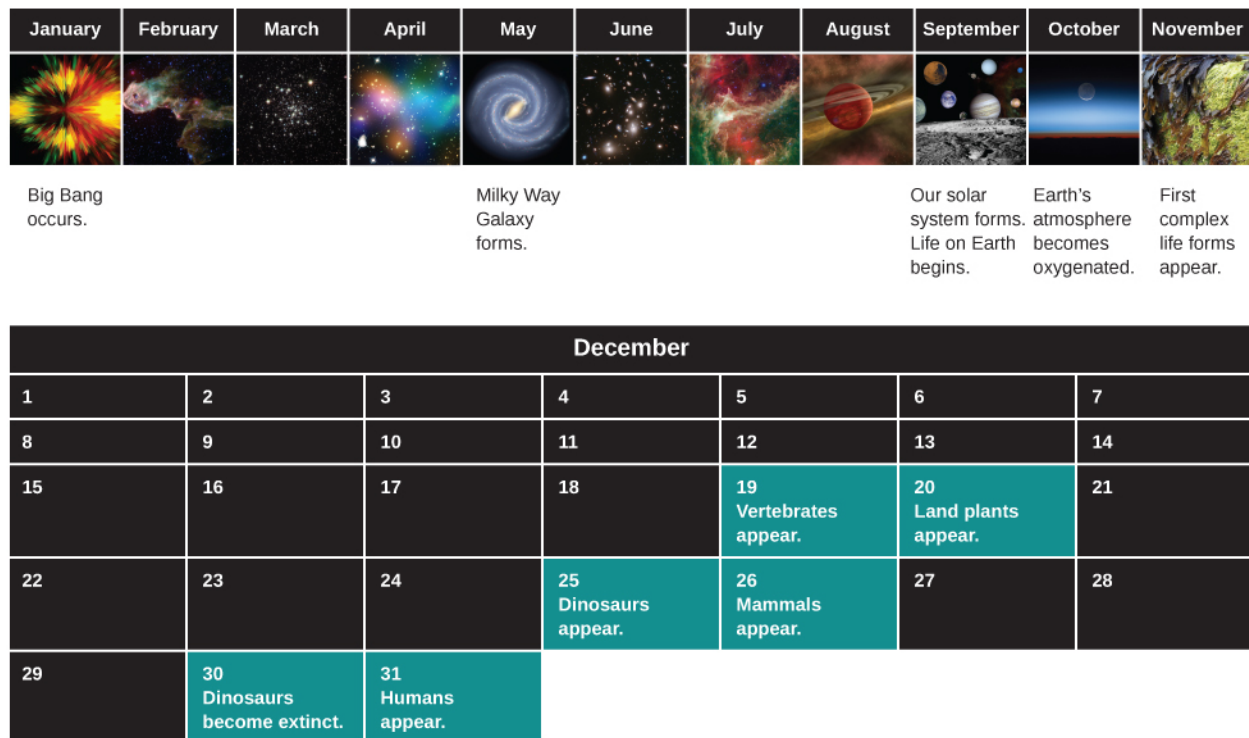 January February March April May June July August September October November
Big Bang
occurs.
Milky Way
Galaxy
forms.
Our solar
system forms.
Life on Earth
begins.
Earth’s
atmosphere
becomes
oxygenated.
First
complex
life forms
appear.
December
1 2 3 4 5 6 7
8 9 10 11 12 13 14
15 16 17 18
19
Vertebrates
appear.
20
Land plants
appear.
21
22 23 24
25
Dinosaurs
appear.
26
Mammals
appear.
27 28
29
30
Dinosaurs
become extinct.
31
Humans
appear.